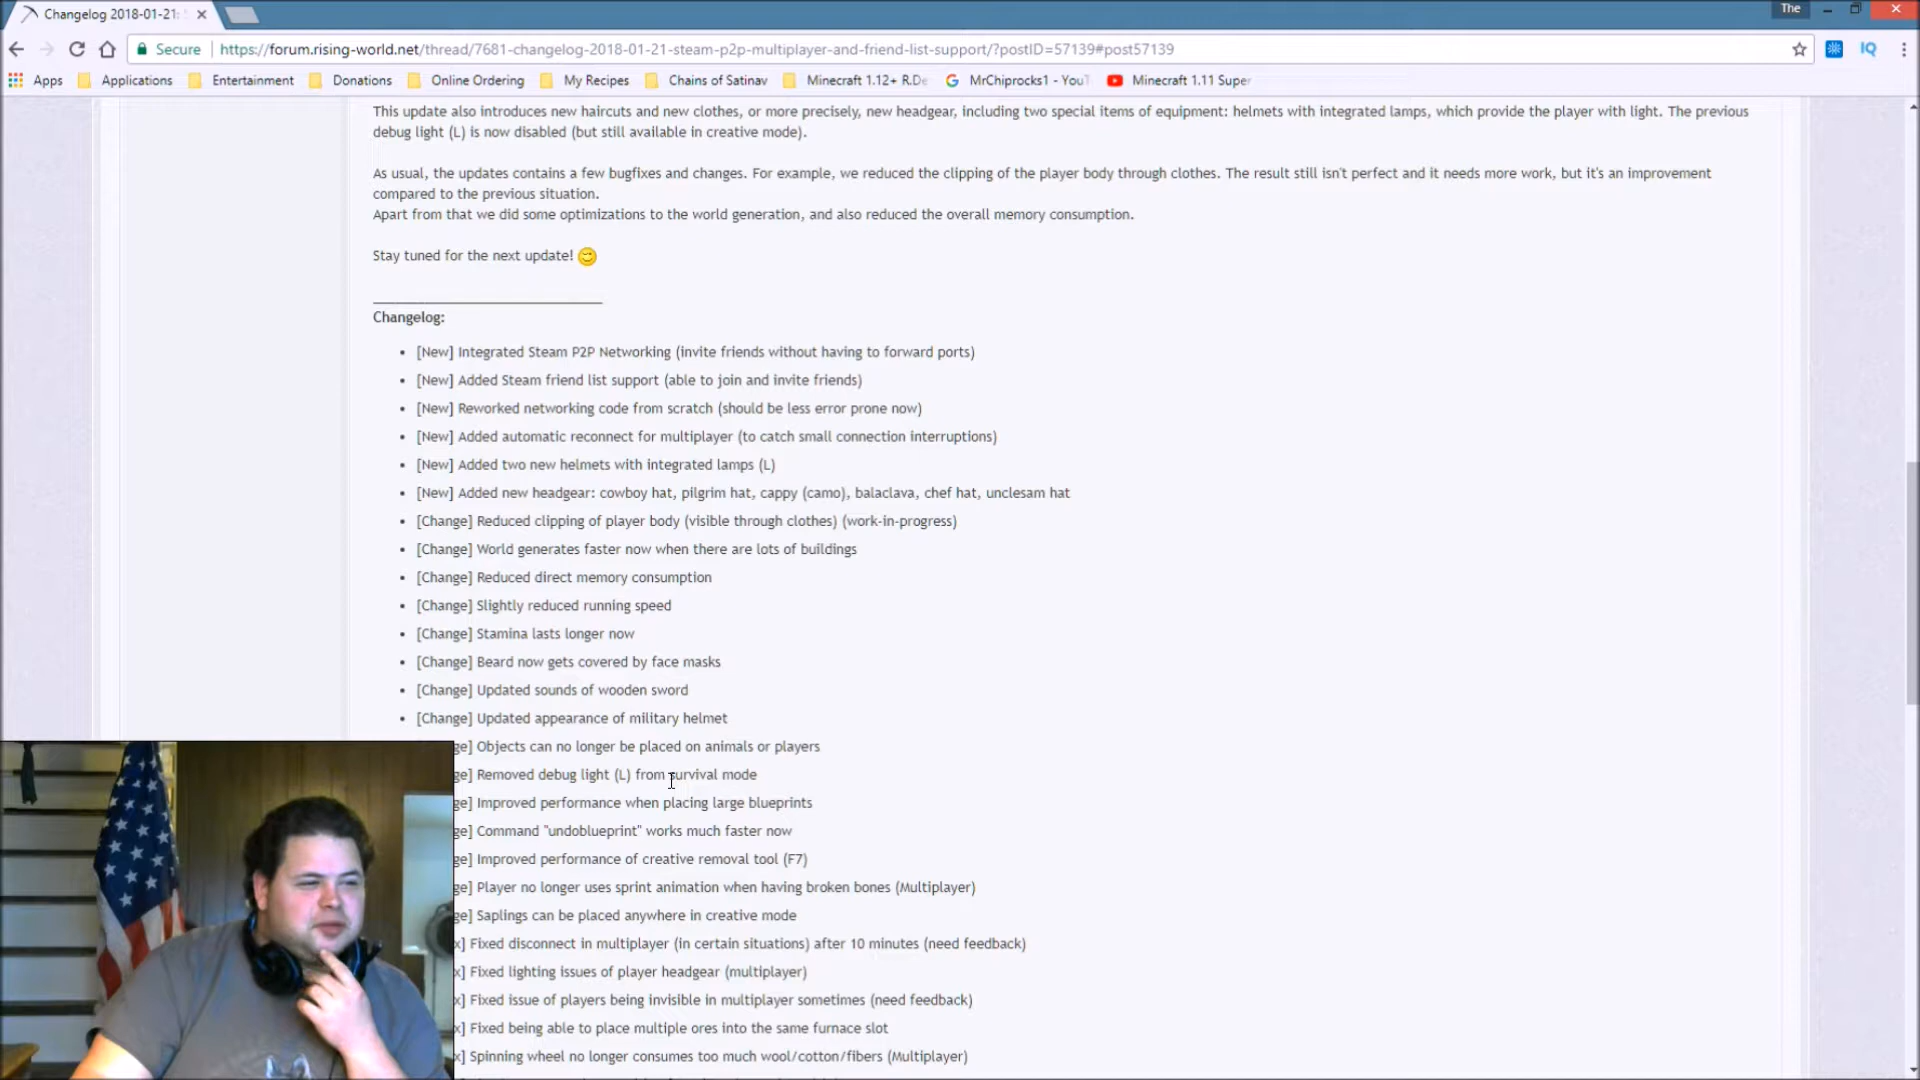 Changelog 2018-01-21:
The
Secure
https://forum.rising-world.net/thread/7681-changelog-2018-01-21-steam-p2p-multiplayer-and-friend-list-support/?postID=57139#post57139
IQ
Apps Applications Entertainment Donations Online Ordering My Recipes Chains of Satinav Minecraft 1.12+ R.De MrChiprocks1 - YouT Minecraft 1.11 Super
This update also introduces new haircuts and new clothes, or more precisely, new headgear, including two special items of equipment: helmets with integrated lamps, which provide the player with light. The previous
debug light (L) is now disabled (but still available in creative mode).
As usual, the updates contains a few bugfixes and changes. For example, we reduced the clipping of the player body through clothes. The result still isn't perfect and it needs more work, but it's an improvement
compared to the previous situation.
Apart from that we did some optimizations to the world generation, and also reduced the overall memory consumption.
Stay tuned for the next update!
Changelog:
• [New] Integrated Steam P2P Networking (invite friends without having to forward ports)
• [New] Added Steam friend list support (able to join and invite friends)
• [New] Reworked networking code from scratch (should be less error prone now)
• [New] Added automatic reconnect for multiplayer (to catch small connection interruptions)
• [New] Added two new helmets with integrated lamps (L)
• [New] Added new headgear: cowboy hat, pilgrim hat, cappy (camo), balaclava, chef hat, unclesam hat
• [Change] Reduced clipping of player body (visible through clothes) (work-in-progress)
• [Change] World generates faster now when there are lots of buildings
• [Change] Reduced direct memory consumption
• [Change] Slightly reduced running speed
• [Change] Stamina lasts longer now
• [Change] Beard now gets covered by face masks
• [Change] Updated sounds of wooden sword
• [Change] Updated appearance of military helmet
ge] Objects can no longer be placed on animals or players
ge] Removed debug light (L) from survival mode
ge] Improved performance when placing large blueprints
ge] Command "undoblueprint" works much faster now
ge] Improved performance of creative removal tool (F7)
ge] Player no longer uses sprint animation when having broken bones (Multiplayer)
ge] Saplings can be placed anywhere in creative mode
x] Fixed disconnect in multiplayer (in certain situations) after 10 minutes (need feedback)
x] Fixed lighting issues of player headgear (multiplayer)
x] Fixed issue of players being invisible in multiplayer sometimes (need feedback)
x] Fixed being able to place multiple ores into the same furnace slot
x] Spinning wheel no longer consumes too much wool/cotton/fibers (Multiplayer)